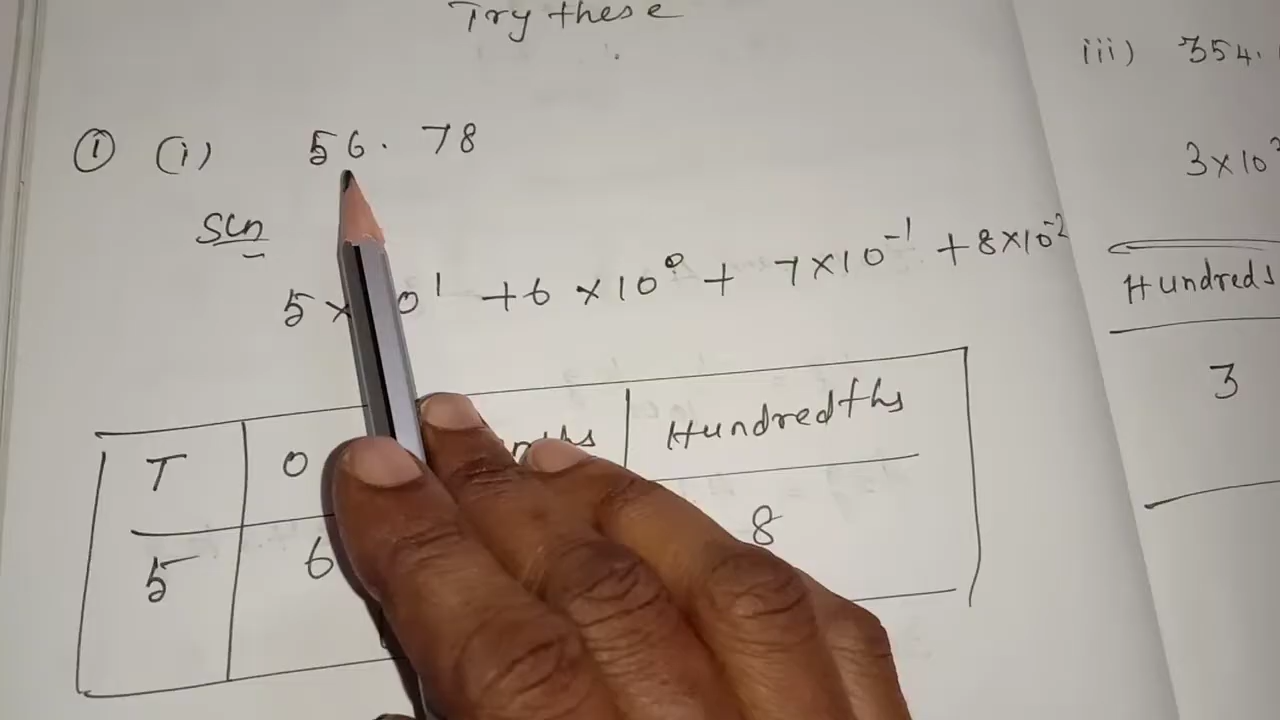 Try these
① (i) 56.78
Soln
5 × 10¹ + 6 × 10⁰ + 7 × 10⁻¹ + 8 × 10⁻²
T O Hundredths
5 6 8
iii) 354.
3 × 10
Hundreds
3